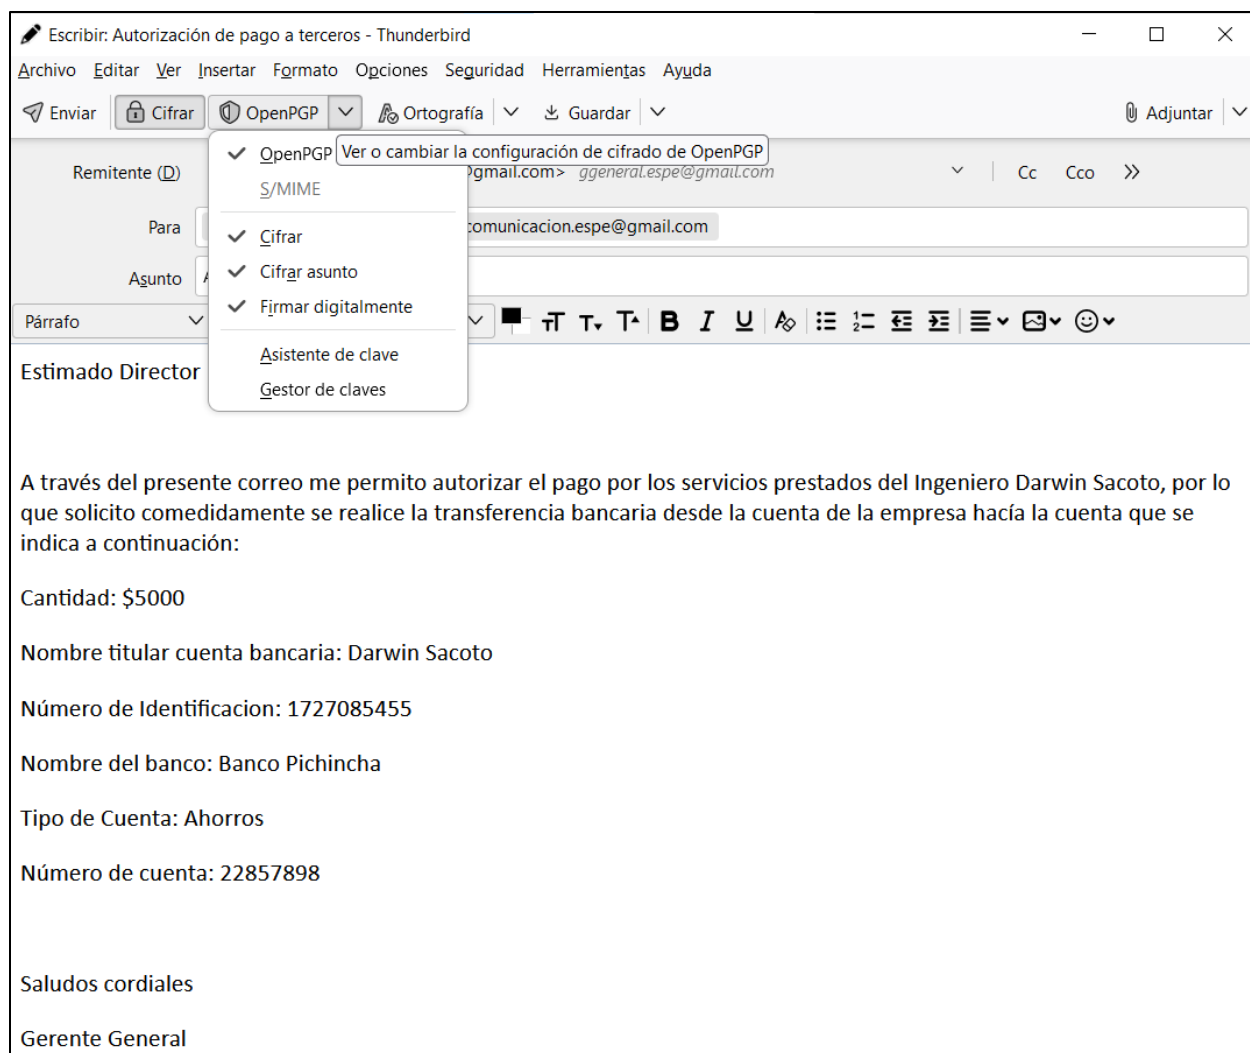 Escribir: Autorización de pago a terceros - Thunderbird
Archivo Editar Ver Insertar Formato Opciones Seguridad Herramientas Ayuda
Enviar Cifrar OpenPGP Ortografía Guardar Adjuntar
OpenPGP Ver o cambiar la configuración de cifrado de OpenPGP
Remitente (D) @gmail.com> ggeneral.espe@gmail.com Cc Cco
S/MIME
Para comunicacion.espe@gmail.com
Cifrar
Asunto A Cifrar asunto
Firmar digitalmente
Párrafo
Asistente de clave
Gestor de claves
Estimado Director
A través del presente correo me permito autorizar el pago por los servicios prestados del Ingeniero Darwin Sacoto, por lo
que solicito comedidamente se realice la transferencia bancaria desde la cuenta de la empresa hacía la cuenta que se
indica a continuación:
Cantidad: $5000
Nombre titular cuenta bancaria: Darwin Sacoto
Número de Identificacion: 1727085455
Nombre del banco: Banco Pichincha
Tipo de Cuenta: Ahorros
Número de cuenta: 22857898
Saludos cordiales
Gerente General